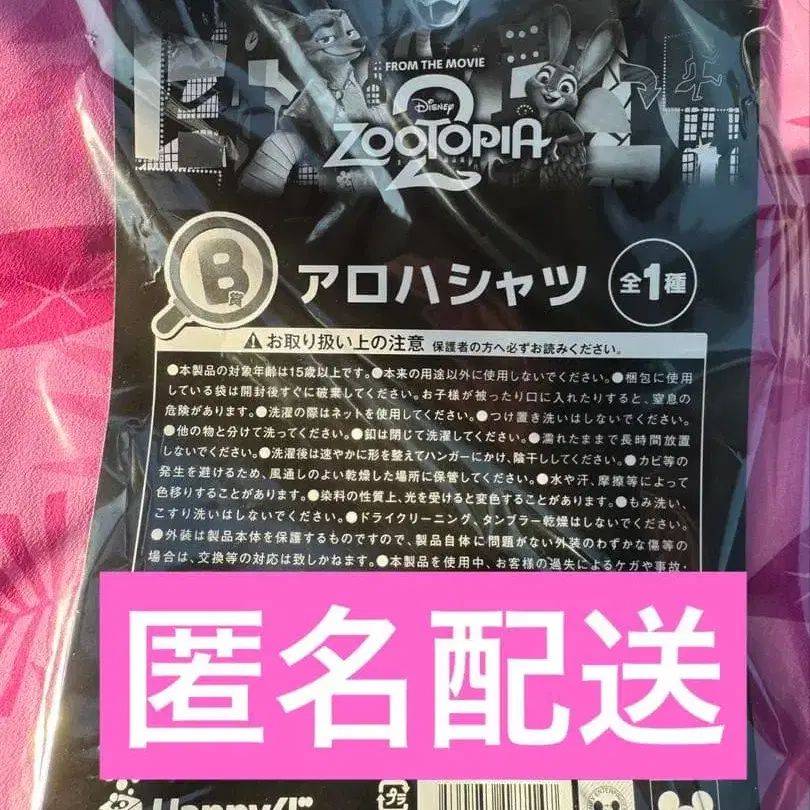 FROM THE MOVIE
Disney
ZOOTOPIA
2
B賞
アロハシャツ
全1種
お取り扱い上の注意 保護者の方へ必ずお読みください。
●本製品の対象年齢は15歳以上です。●本来の用途以外に使用しないでください。●梱包に使用
している袋は開封後すぐに破棄してください。お子様が被ったり口に入れたりすると、窒息の
危険があります。●洗濯の際はネットを使用してください。●つけ置き洗いはしないでください。
●他の物と分けて洗ってください。●釦は閉じて洗濯してください。●濡れたままで長時間放置
しないでください。●洗濯後は速やかに形を整えてハンガーにかけ、陰干ししてください。●カビ等の
発生を避けるため、風通しのよい乾燥した場所に保管してください。●水や汗、摩擦等によって
色移りすることがあります。●染料の性質上、光を受けると変色することがあります。●もみ洗い、
こすり洗いはしないでください。●ドライクリーニング、タンブラー乾燥はしないでください。
●外装は製品本体を保護するものですので、製品自体に問題がない外装のわずかな傷等の
場合は、交換等の対応は致しかねます。●本製品を使用中、お客様の過失によるケガや事故・
匿名配送
Happyくじ
プラ